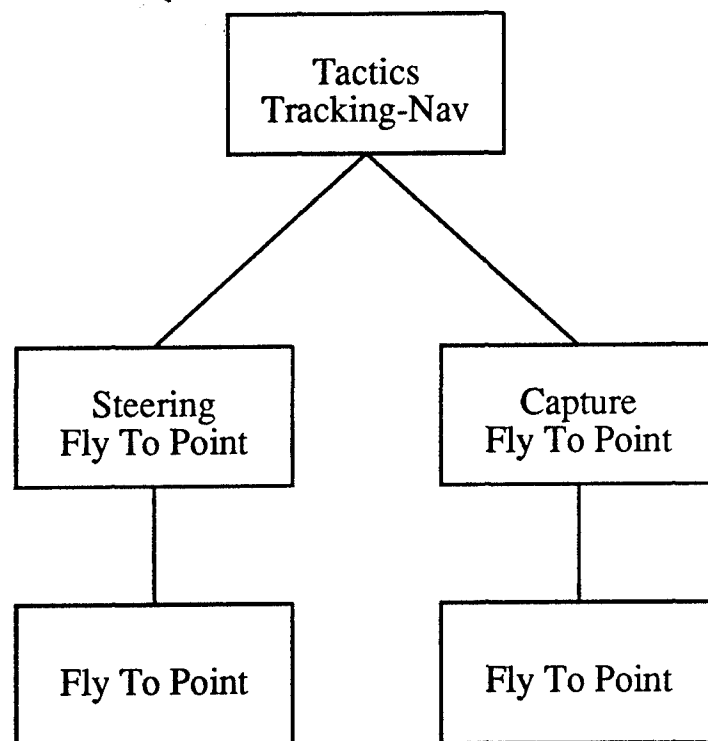 Tactics
Tracking-Nav
Steering
Fly To Point
Capture
Fly To Point
Fly To Point
Fly To Point